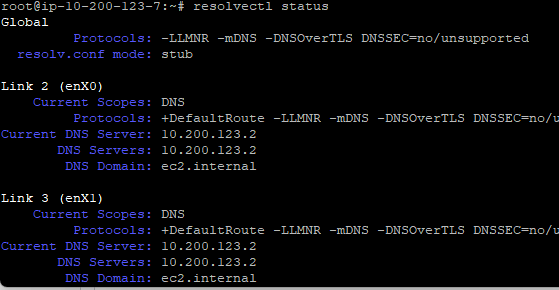 root@ip-10-200-123-7:~# resolvectl status
Global
Protocols: -LLMNR -mDNS -DNSOverTLS DNSSEC=no/unsupported
resolv.conf mode: stub
Link 2 (enX0)
Current Scopes: DNS
Protocols: +DefaultRoute -LLMNR -mDNS -DNSOverTLS DNSSEC=no/u
Current DNS Server: 10.200.123.2
DNS Servers: 10.200.123.2
DNS Domain: ec2.internal
Link 3 (enX1)
Current Scopes: DNS
Protocols: +DefaultRoute -LLMNR -mDNS -DNSOverTLS DNSSEC=no/u
Current DNS Server: 10.200.123.2
DNS Servers: 10.200.123.2
DNS Domain: ec2.internal